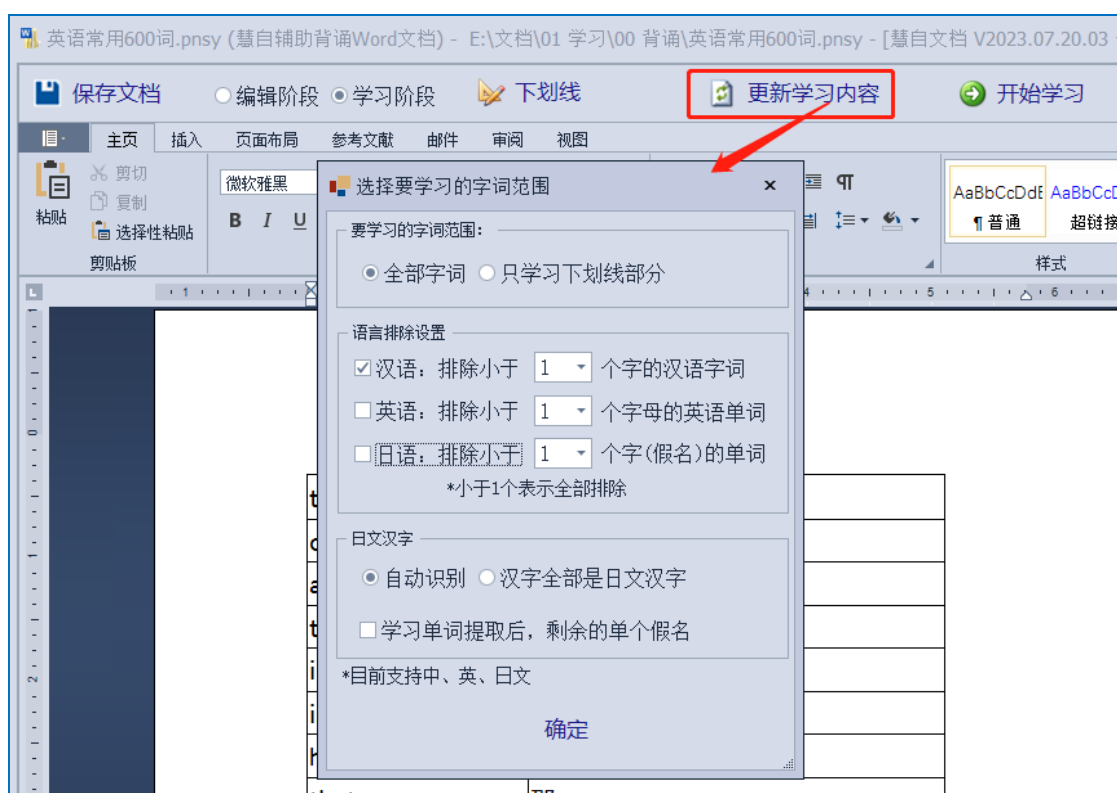 英语常用600词.pnsy (慧自辅助背诵Word文档) - E:\文档\01 学习\00 背诵\英语常用600词.pnsy - [慧自文档 V2023.07.20.03
保存文档 编辑阶段 学习阶段 下划线 更新学习内容 开始学习
主页 插入 页面布局 参考文献 邮件 审阅 视图
剪切
复制
粘贴 选择性粘贴
剪贴板
微软雅黑
B I U
AaBbCcDdE AaBbCcD
¶ 普通 超链接
样式
选择要学习的字词范围
要学习的字词范围:
全部字词 只学习下划线部分
语言排除设置
汉语: 排除小于 1 个字的汉语字词
英语: 排除小于 1 个字母的英语单词
日语: 排除小于 1 个字(假名)的单词
*小于1个表示全部排除
日文汉字
自动识别 汉字全部是日文汉字
学习单词提取后, 剩余的单个假名
*目前支持中、英、日文
确定